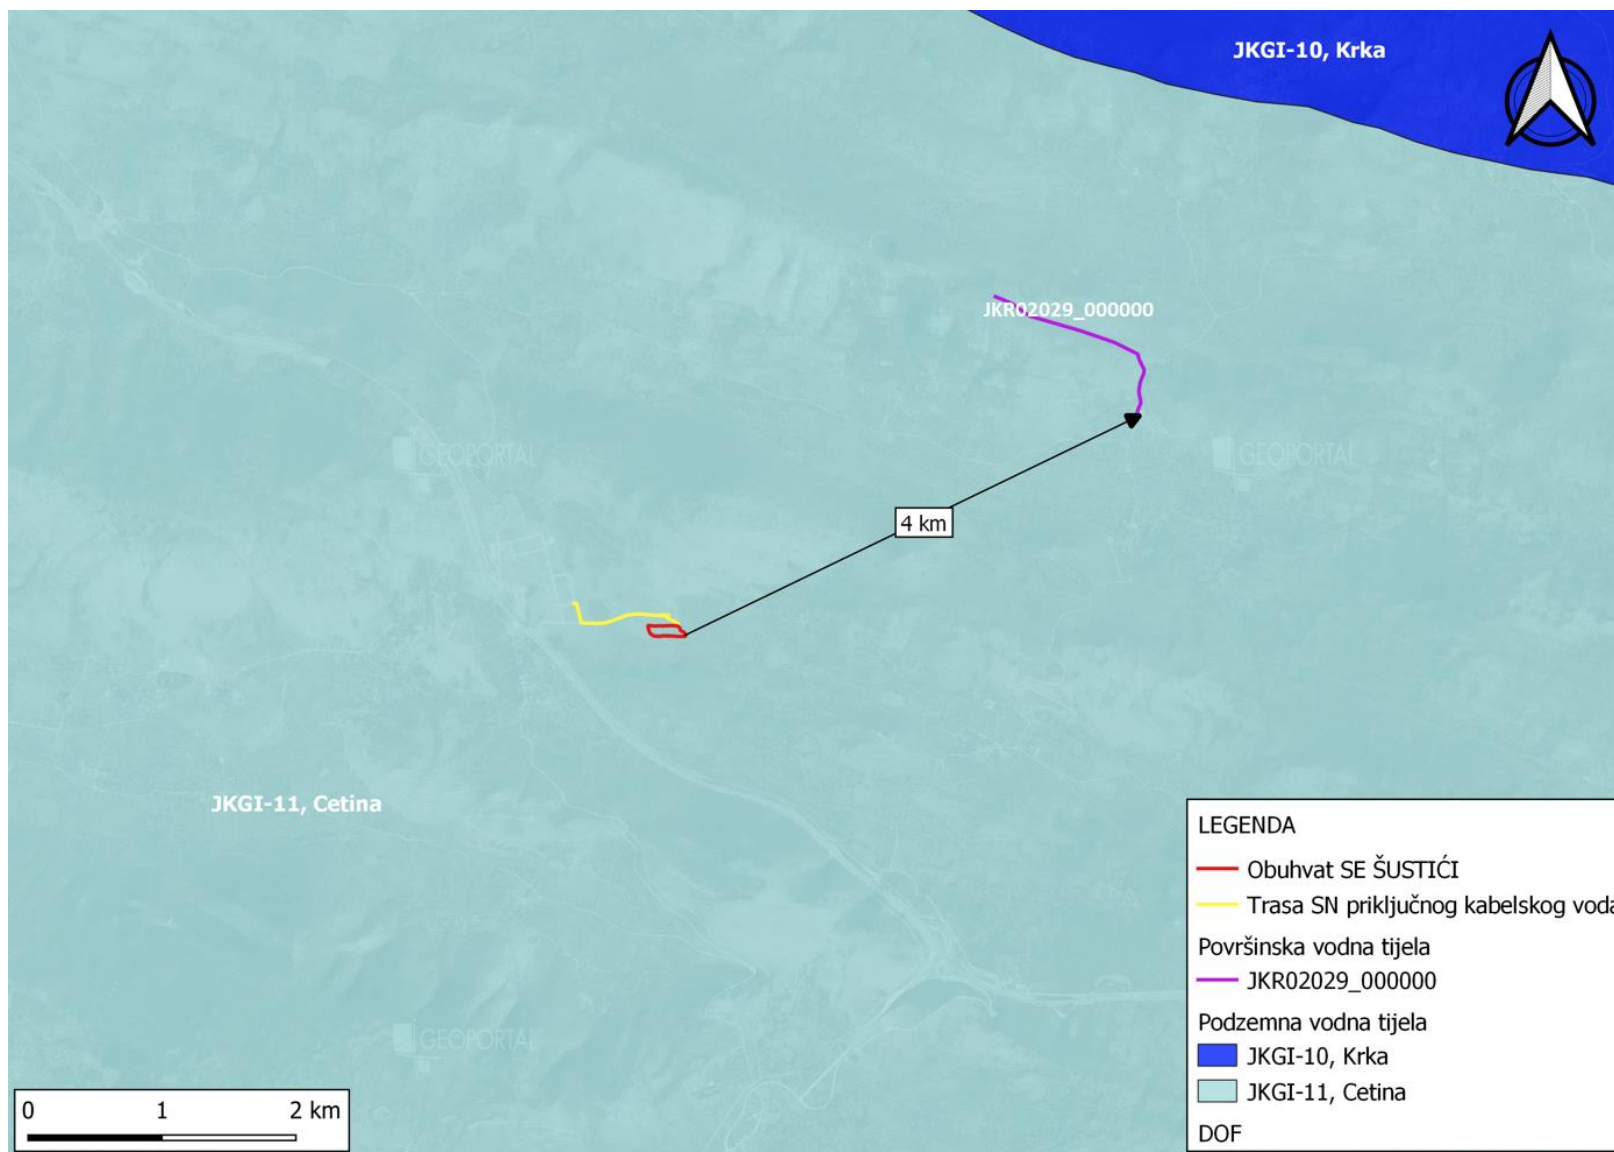 JKGI-10, Krka
JKR02029_000000
GEOPORTAL
GEOPORTAL
4 km
JKGI-11, Cetina
GEOPORTAL
LEGENDA
Obuhvat SE ŠUSTIĆI
Trasa SN priključnog kabelskog voda
Površinska vodna tijela
JKR02029_000000
Podzemna vodna tijela
JKGI-10, Krka
JKGI-11, Cetina
DOF
0 1 2 km